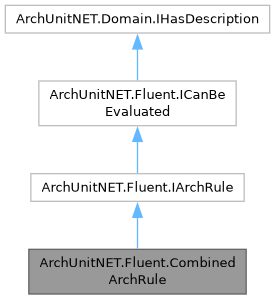 ArchUnitNET.Domain.IHasDescription
ArchUnitNET.Fluent.ICanBe
Evaluated
ArchUnitNET.Fluent.IArchRule
ArchUnitNET.Fluent.Combined
ArchRule